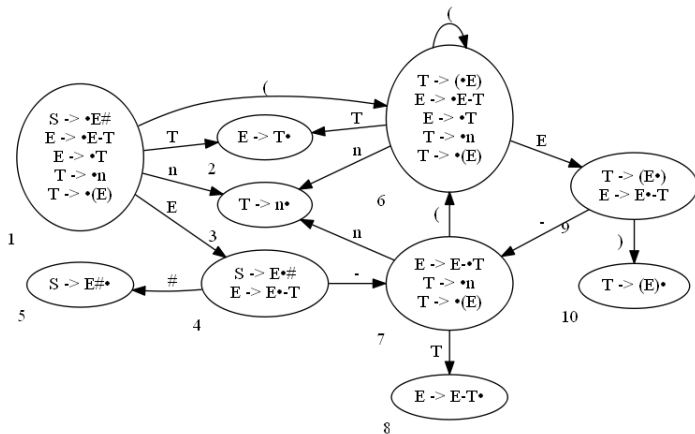 (
T -> (•E)
E -> •E-T
E -> •T
T -> •n
T -> •(E)
6
(
S -> •E#
E -> •E-T
E -> •T
T -> •n
T -> •(E)
1
T
E -> T•
2
T
n
T -> n•
3
n
E
T -> (E•)
E -> E•-T
9
E
S -> E•#
E -> E•-T
4
#
S -> E#•
5
-
n
(
-
E -> E-•T
T -> •n
T -> •(E)
7
)
T -> (E)•
10
T
E -> E-T•
8